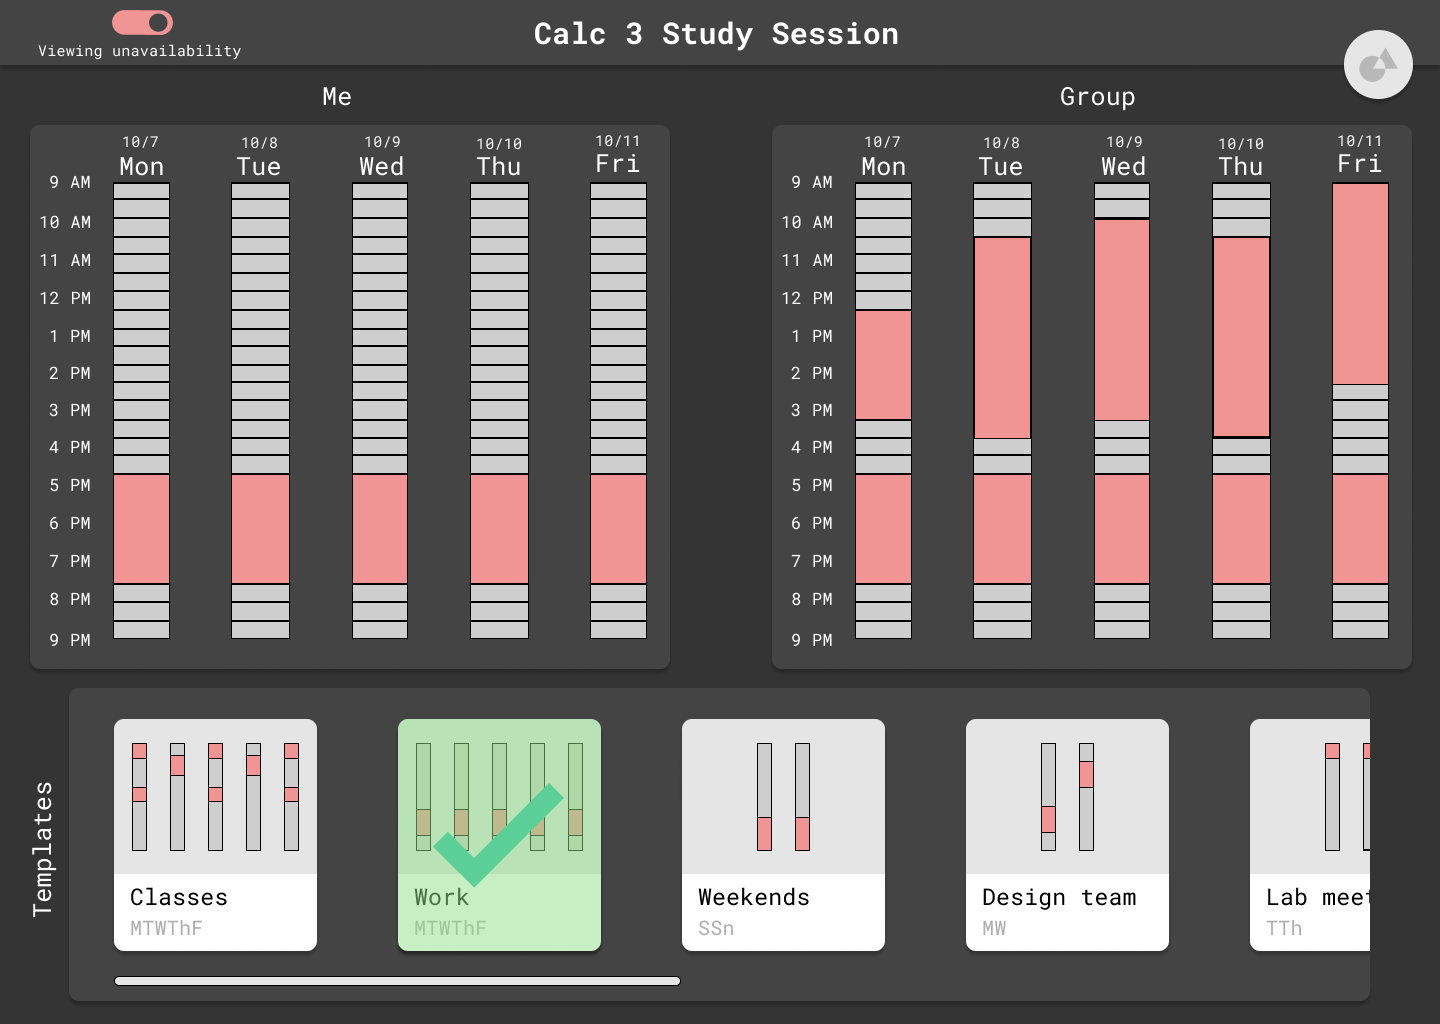 Calc 3 Study Session
Viewing unavailability
Me
Group
10/7 10/8 10/9 10/10 10/11
Mon Tue Wed Thu Fri
9 AM
10 AM
11 AM
12 PM
1 PM
2 PM
3 PM
4 PM
5 PM
6 PM
7 PM
8 PM
9 PM
10/7 10/8 10/9 10/10 10/11
Mon Tue Wed Thu Fri
9 AM
10 AM
11 AM
12 PM
1 PM
2 PM
3 PM
4 PM
5 PM
6 PM
7 PM
8 PM
9 PM
Templates
Classes
MTWThF
Work
MTWThF
Weekends
SSn
Design team
MW
Lab meet
TTh